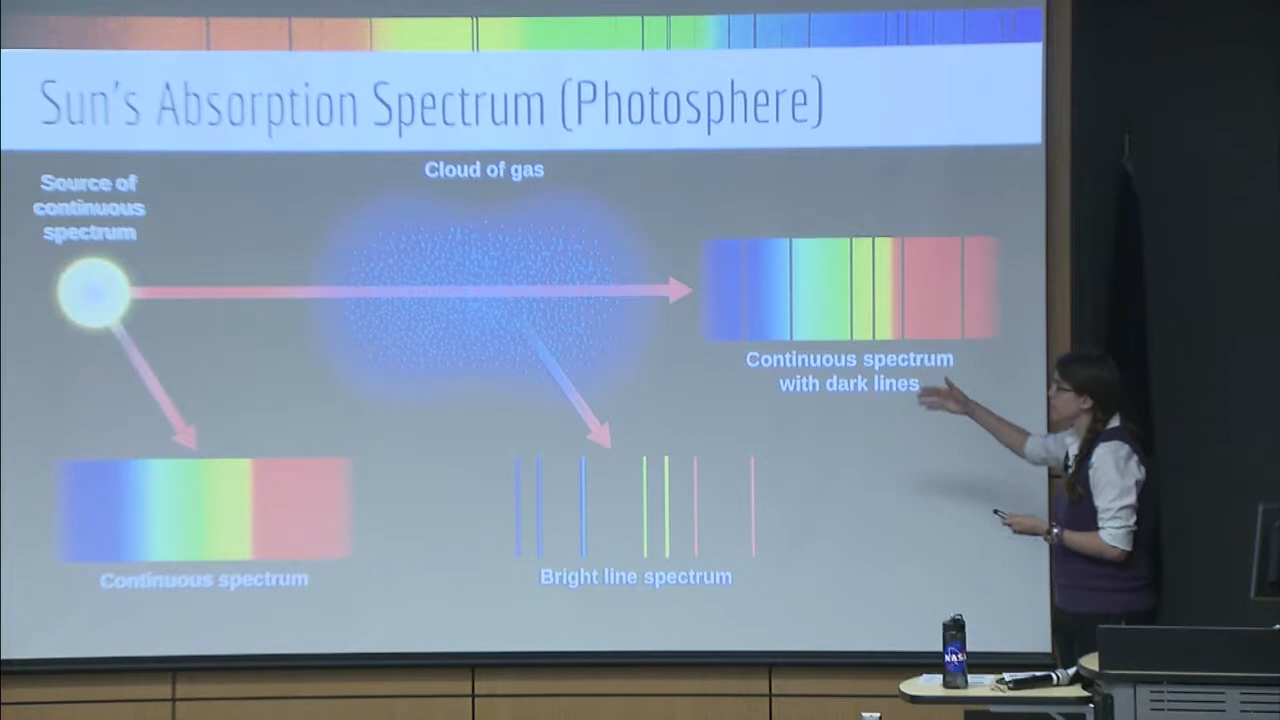 Sun's Absorption Spectrum (Photosphere)
Source of
continuous
spectrum
Cloud of gas
Continuous spectrum
with dark lines
Continuous spectrum
Bright line spectrum
NASA